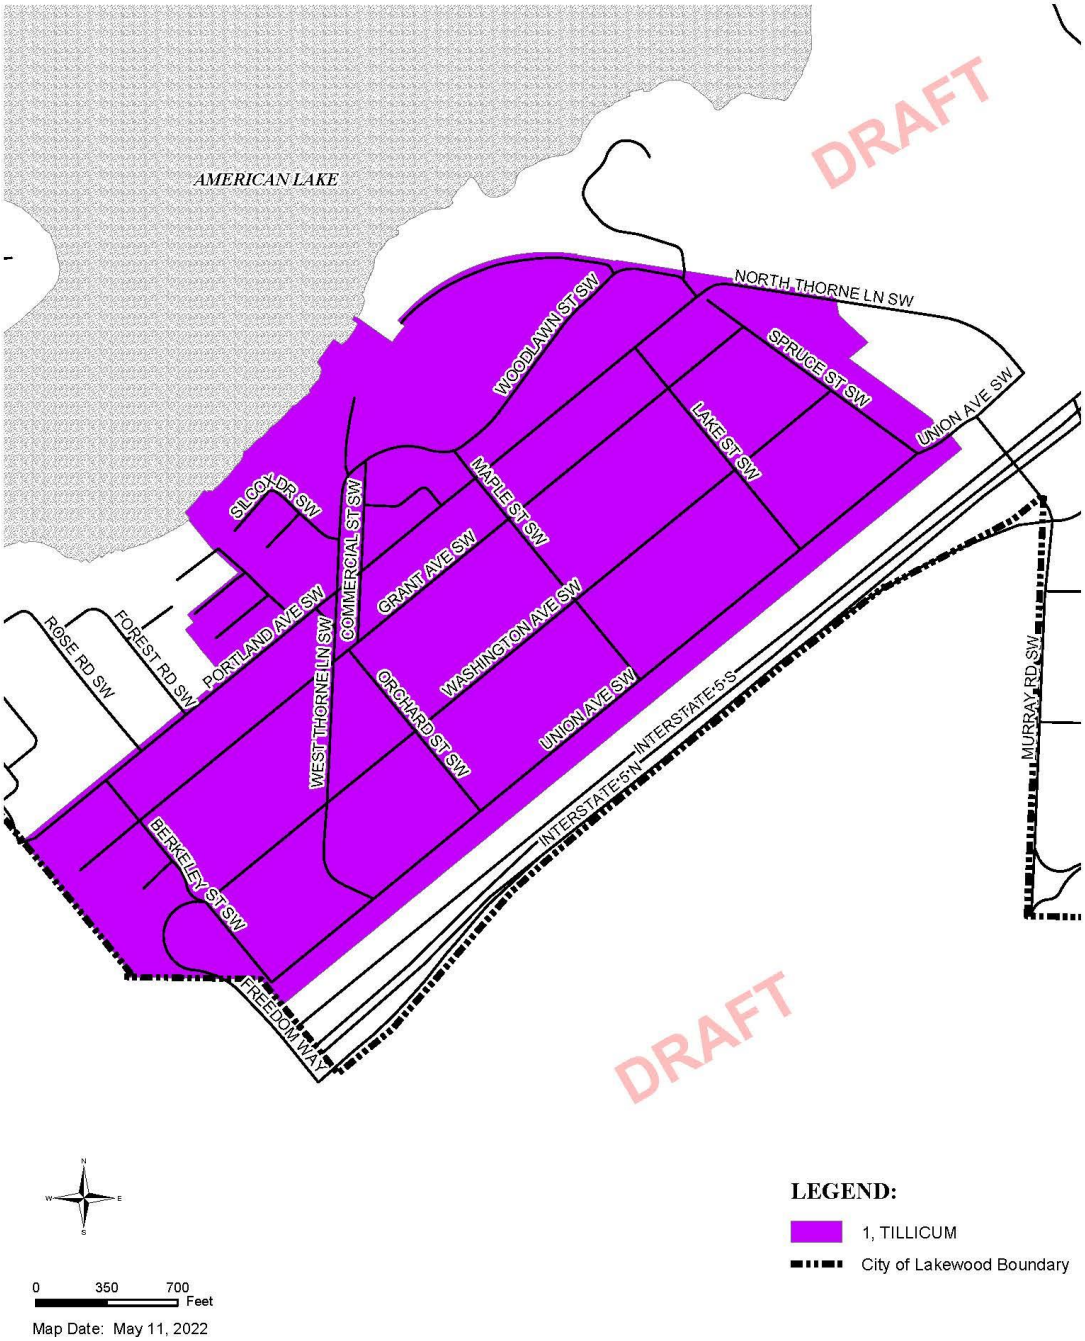 DRAFT
AMERICAN LAKE
NORTH THORNE LN SW
WOODLAWN ST SW
SPRUCE ST SW
UNION AVE SW
LAKE ST SW
MAPLE ST SW
SILCOX DR SW
COMMERCIAL ST SW
GRANT AVE SW
PORTLAND AVE SW
WASHINGTON AVE SW
FOREST RD SW
ROSE RD SW
WEST THORNE LN SW
ORCHARD ST SW
UNION AVE SW
INTERSTATE 5 S
INTERSTATE 5 N
MURRAY RD SW
BERKELEY ST SW
FREEDOM WAY
DRAFT
N
W E
S
LEGEND:
1, TILLICUM
City of Lakewood Boundary
0 350 700
Feet
Map Date: May 11, 2022